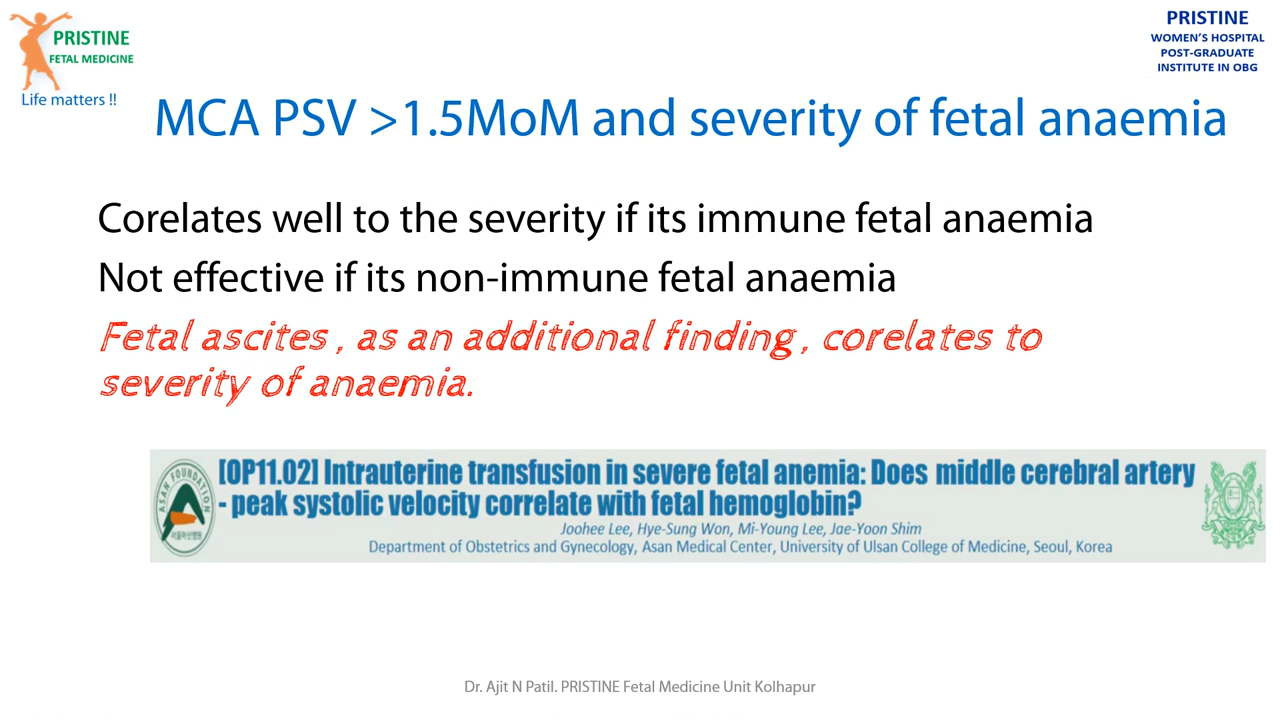 PRISTINE
FETAL MEDICINE
Life matters !!
PRISTINE
WOMEN'S HOSPITAL
POST-GRADUATE
INSTITUTE IN OBG
MCA PSV >1.5MoM and severity of fetal anaemia
Corelates well to the severity if its immune fetal anaemia
Not effective if its non-immune fetal anaemia
Fetal ascites , as an additional finding , corelates to
severity of anaemia.
ASAN FOUNDATION
[OP11.02] Intrauterine transfusion in severe fetal anemia: Does middle cerebral artery
- peak systolic velocity correlate with fetal hemoglobin?
Joohee Lee, Hye-Sung Won, Mi-Young Lee, Jae-Yoon Shim
Department of Obstetrics and Gynecology, Asan Medical Center, University of Ulsan College of Medicine, Seoul, Korea
Dr. Ajit N Patil. PRISTINE Fetal Medicine Unit Kolhapur